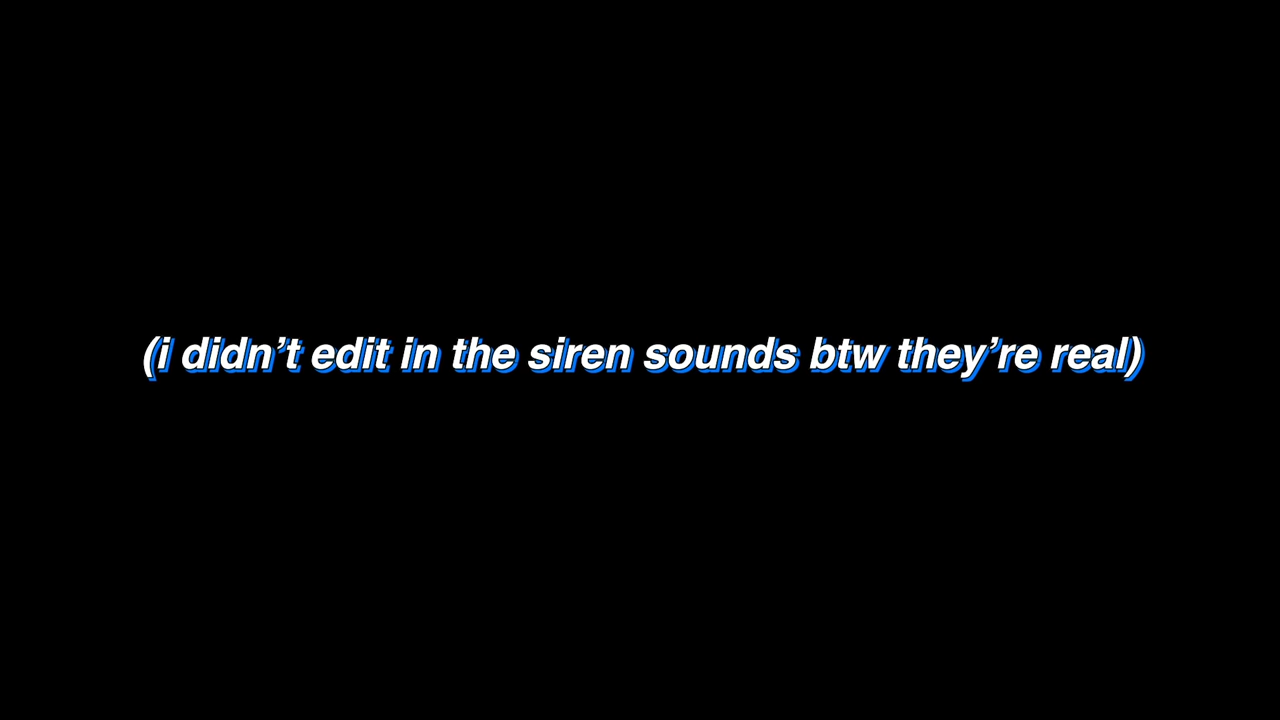 (i didn’t edit in the siren sounds btw they’re real)